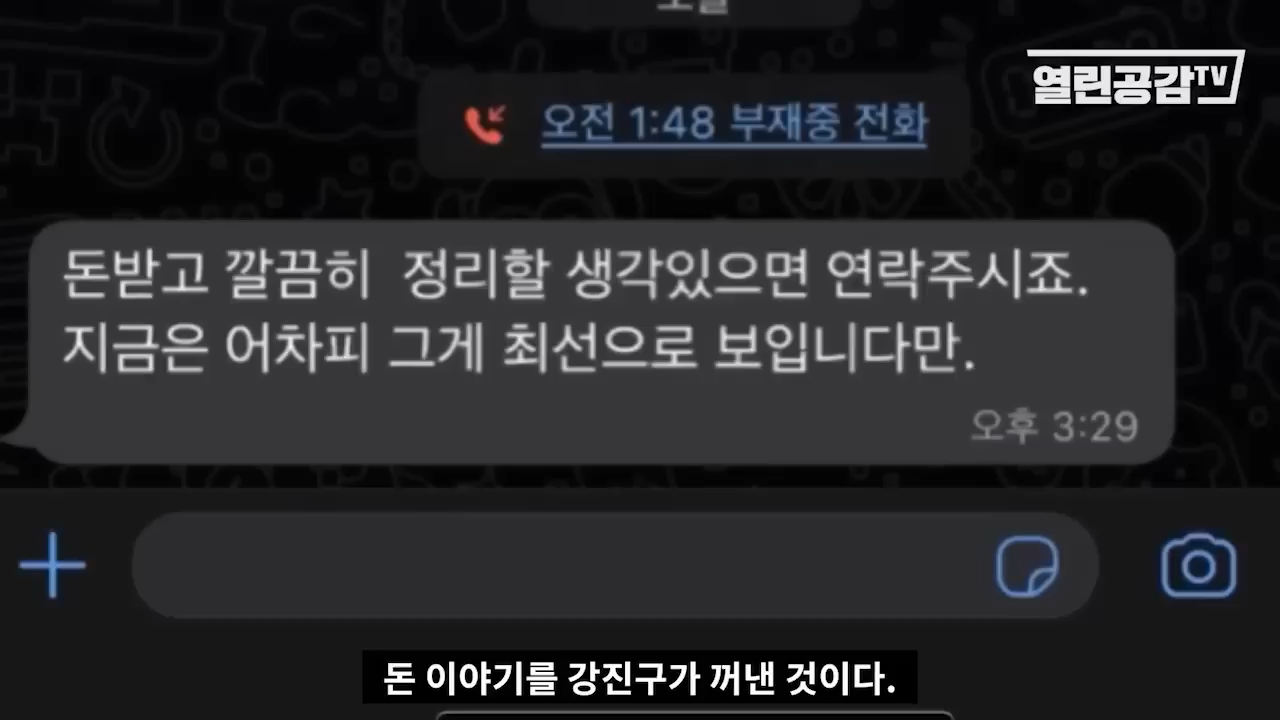 열린공감TV
오전 1:48 부재중 전화
돈받고 깔끔히  정리할 생각있으면 연락주시죠.
지금은 어차피 그게 최선으로 보입니다만.
오후 3:29
돈 이야기를 강진구가 꺼낸 것이다.